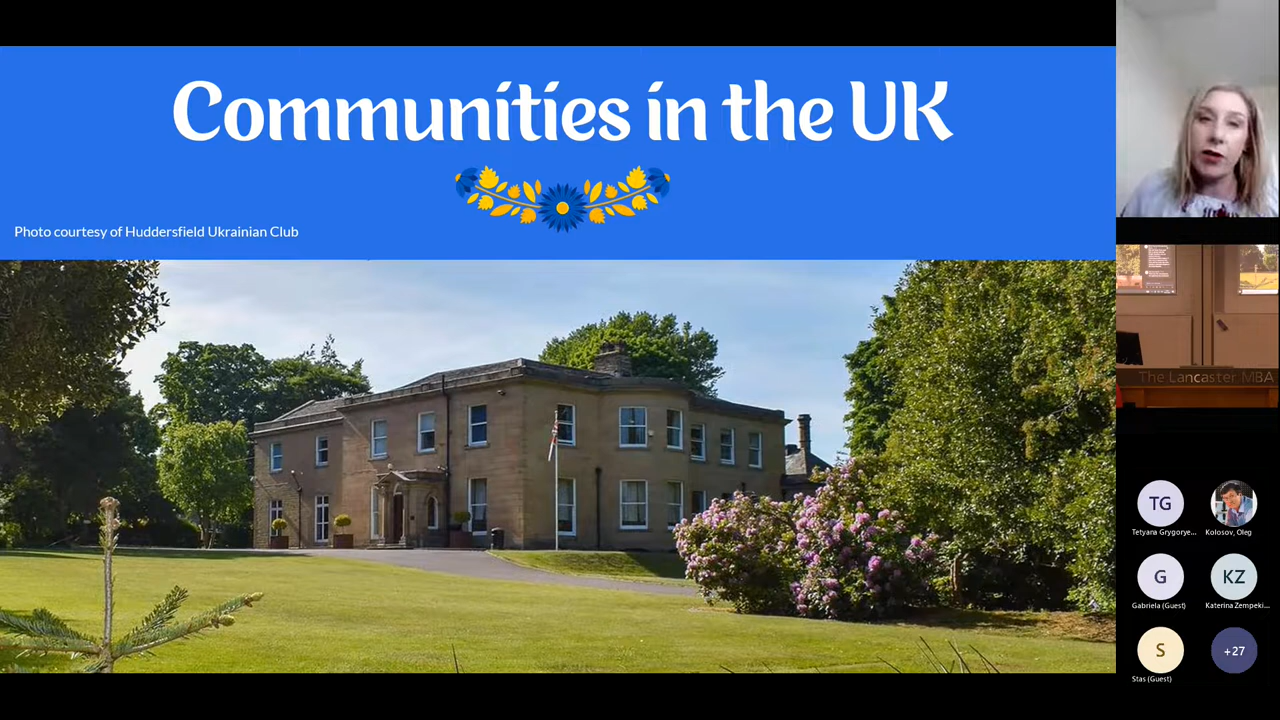 Communities in the UK
Photo courtesy of Huddersfield Ukrainian Club
The Lancaster MBA
TG
Tetyana Grygorye...
Kolosov, Oleg
G
Gabriela (Guest)
KZ
Katerina Zempeki...
S
Stas (Guest)
+27